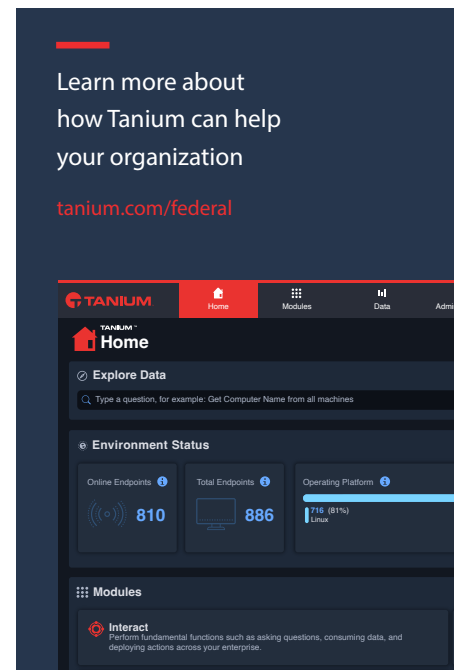 Learn more about
how Tanium can help
your organization
tanium.com/federal
TANIUM
Home
Modules
Data
TANIUM™
Home
Explore Data
Type a question, for example: Get Computer Name from all machines
Environment Status
Online Endpoints
810
Total Endpoints
886
Operating Platform
716 (81%)
Linux
Modules
Interact
Perform fundamental functions such as asking questions, consuming data, and
deploying actions across your enterprise.